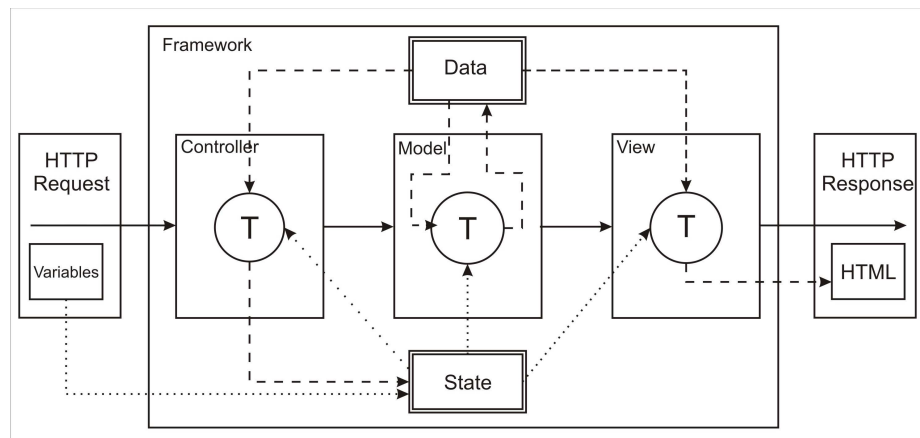 Framework
Data
HTTP
Request
Controller
Model
View
HTTP
Response
T
T
T
Variables
HTML
State